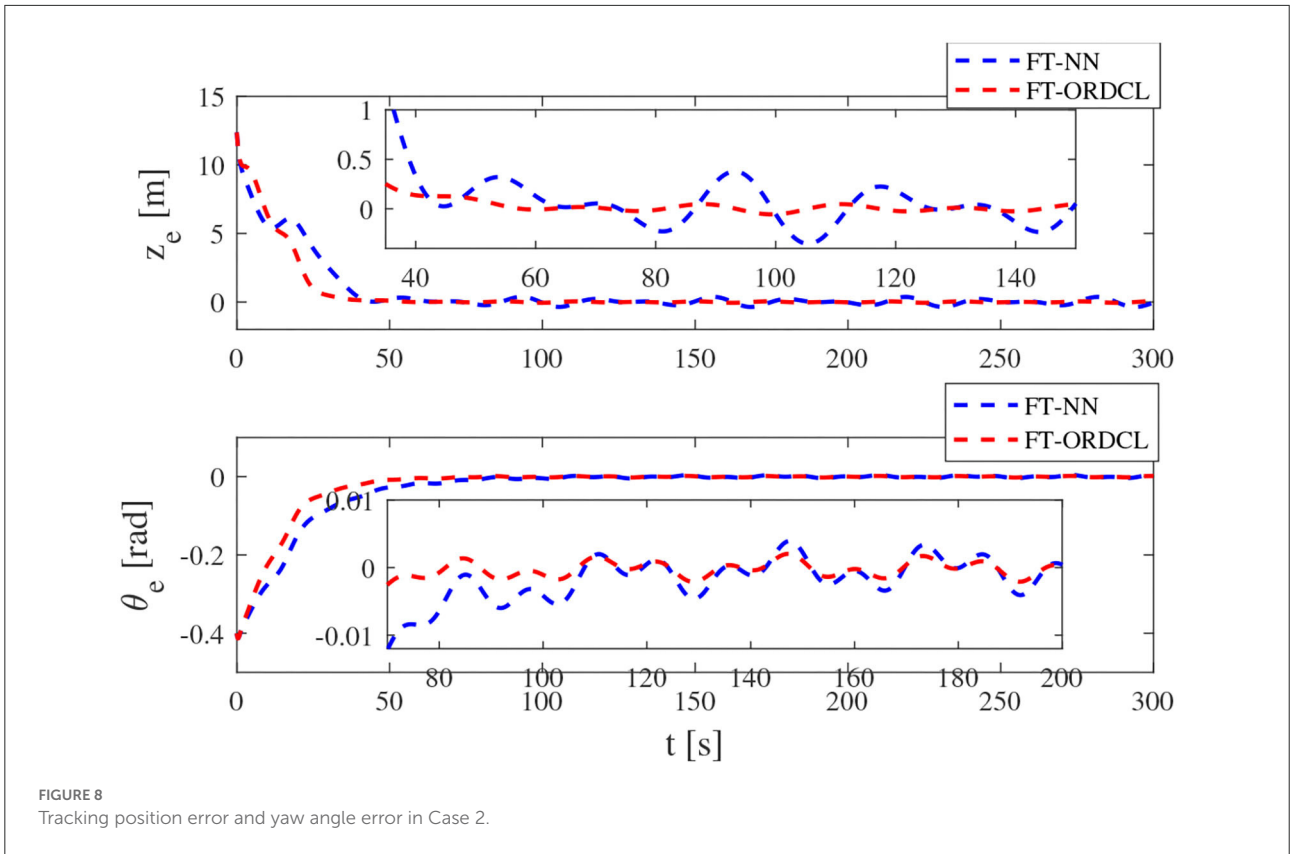 FT-NN
FT-ORDCL
15
10
5
0
z_e [m]
1
0.5
0
40 60 80 100 120 140
0 50 100 150 200 250 300
FT-NN
FT-ORDCL
0
-0.2
-0.4
θ_e [rad]
0.01
0
-0.01
80 100 120 140 160 180 200
0 50 100 150 200 250 300
t [s]
FIGURE 8
Tracking position error and yaw angle error in Case 2.